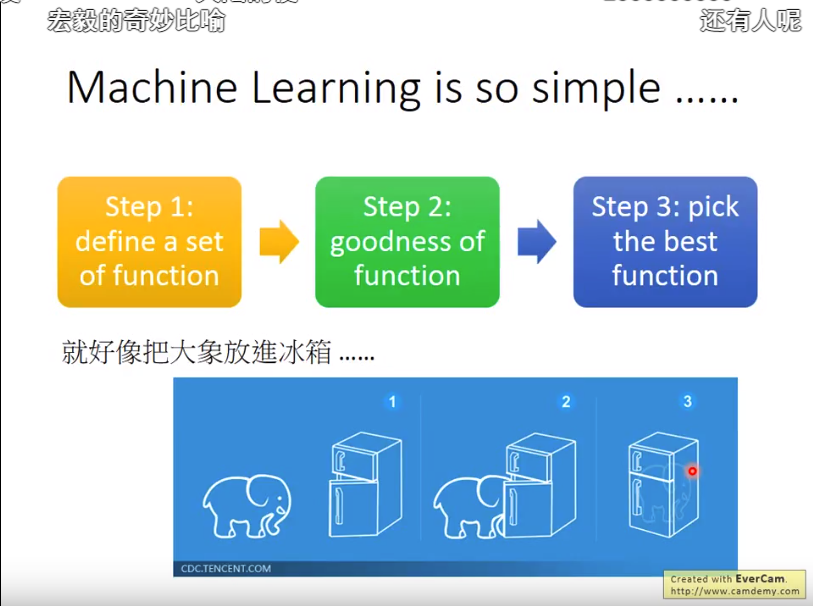 宏毅的奇妙比喻
还有人呢
Machine Learning is so simple ……
Step 1:
define a set
of function
Step 2:
goodness of
function
Step 3: pick
the best
function
就好像把大象放進冰箱 ……
1
2
3
CDC.TENCENT.COM
Created with EverCam.
http://www.camdemy.com